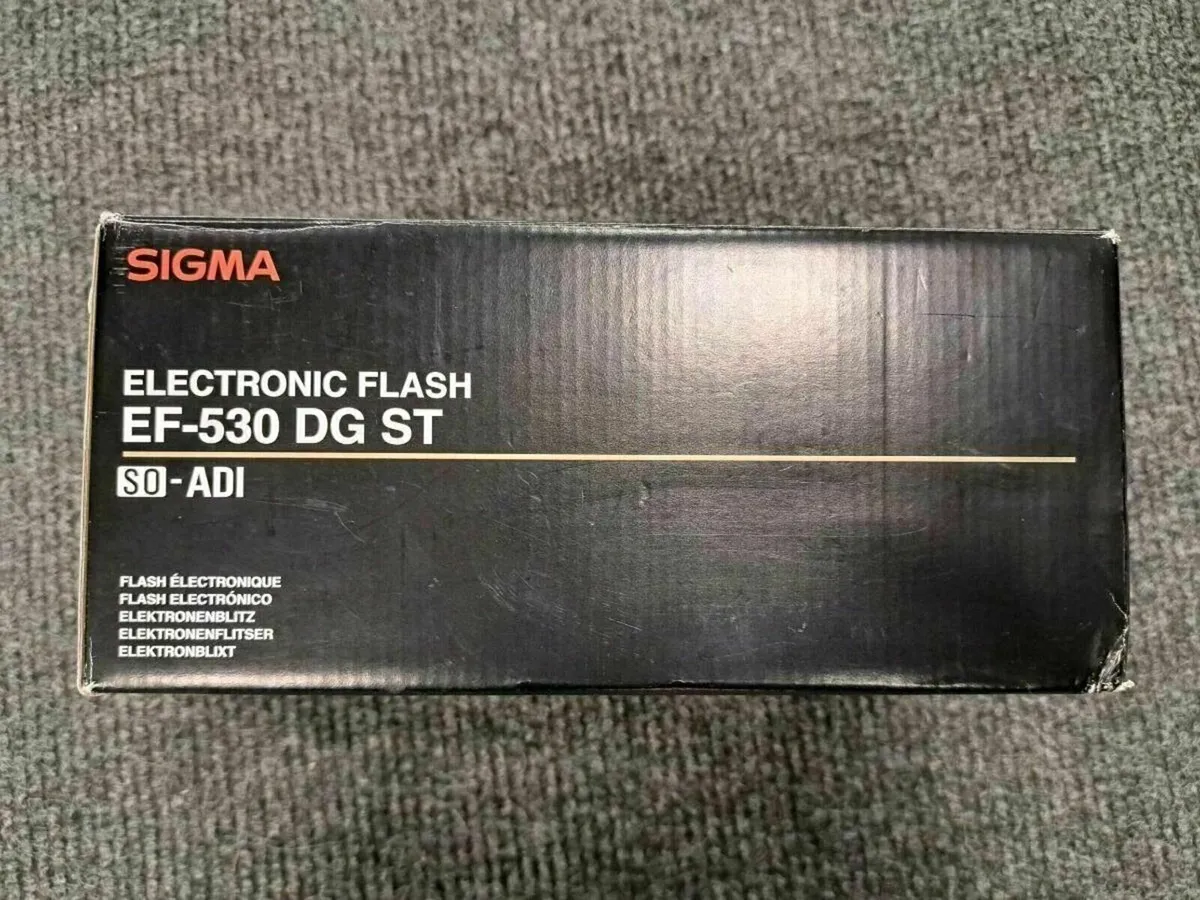 SIGMA
ELECTRONIC FLASH
EF-530 DG ST
SO-ADI
FLASH ÉLECTRONIQUE
FLASH ELECTRÓNICO
ELEKTRONENBLITZ
ELEKTRONENFLITSER
ELEKTRONBLIXT